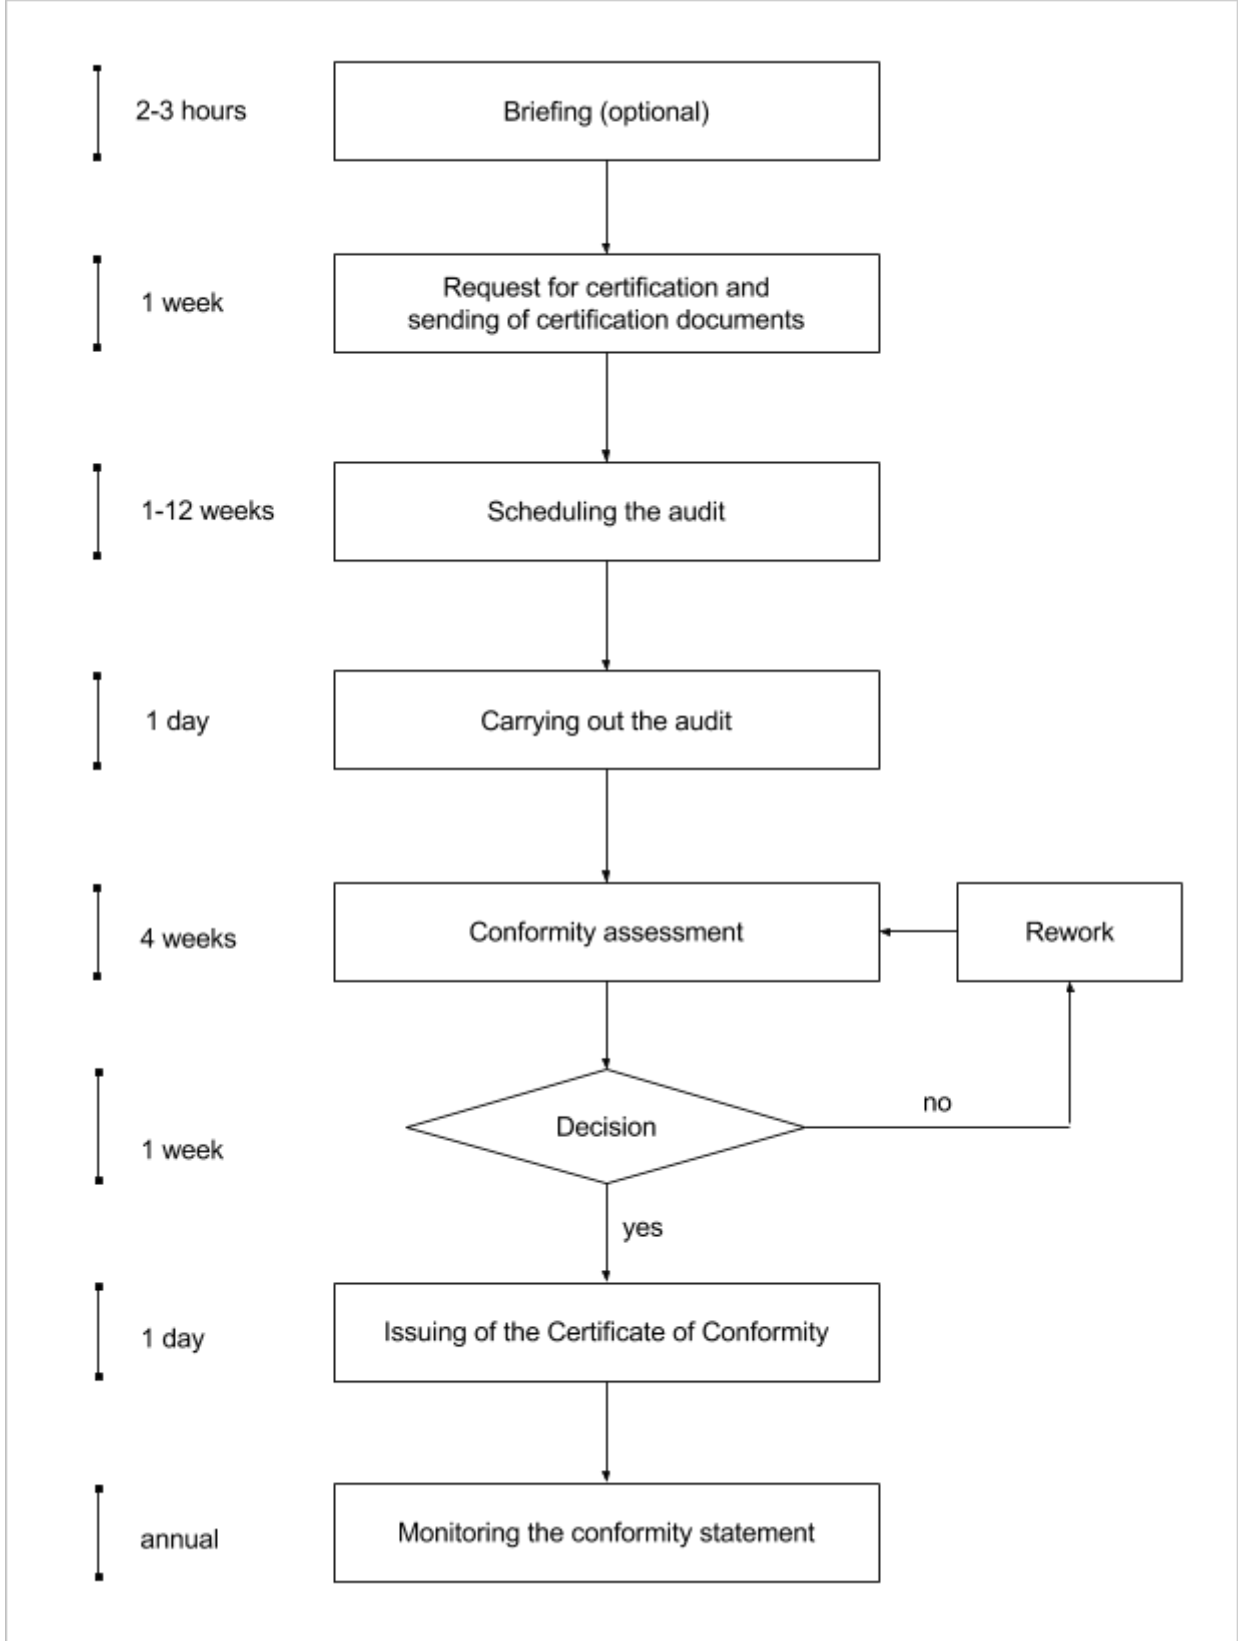 2-3 hours
Briefing (optional)
1 week
Request for certification and
sending of certification documents
1-12 weeks
Scheduling the audit
1 day
Carrying out the audit
4 weeks
Conformity assessment
Rework
1 week
Decision
no
yes
1 day
Issuing of the Certificate of Conformity
annual
Monitoring the conformity statement